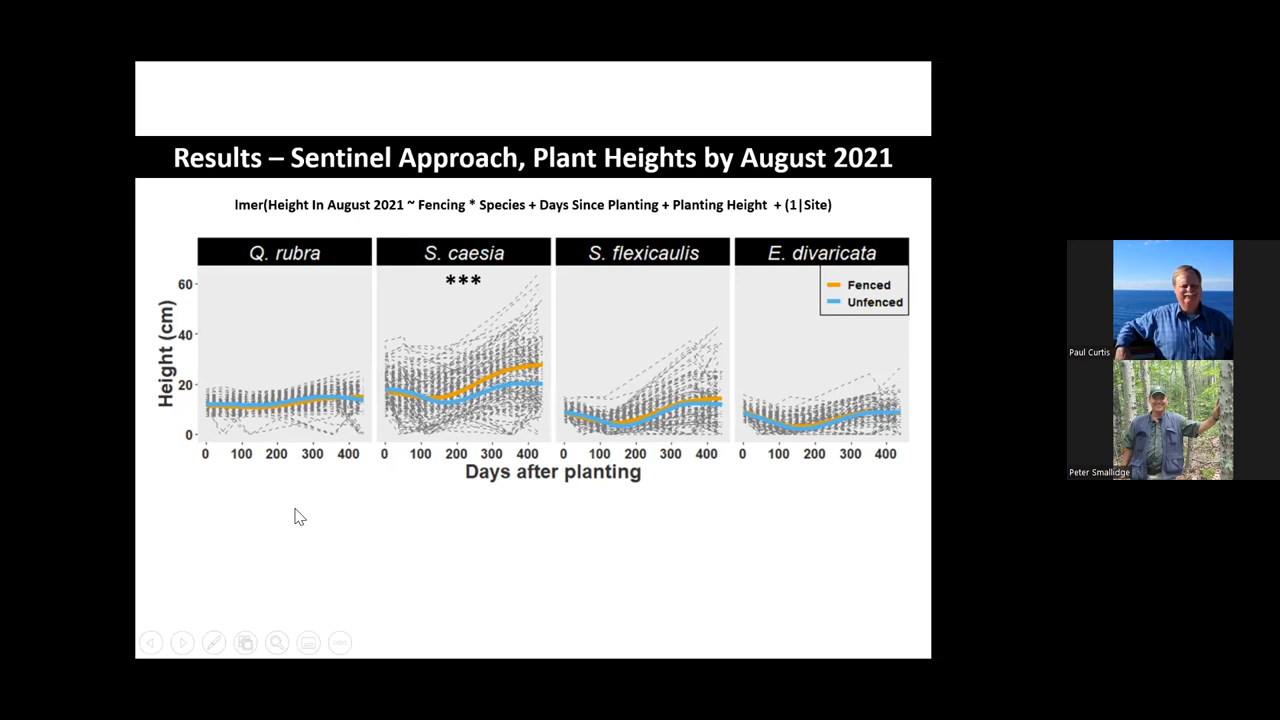 Results – Sentinel Approach, Plant Heights by August 2021
lmer(Height In August 2021 ~ Fencing * Species + Days Since Planting + Planting Height + (1|Site)
Q. rubra
S. caesia
S. flexicaulis
E. divaricata
***
Fenced
Unfenced
Height (cm)
60
40
20
0
0 100 200 300 400
0 100 200 300 400
0 100 200 300 400
0 100 200 300 400
Days after planting
Paul Curtis
Peter Smallidge